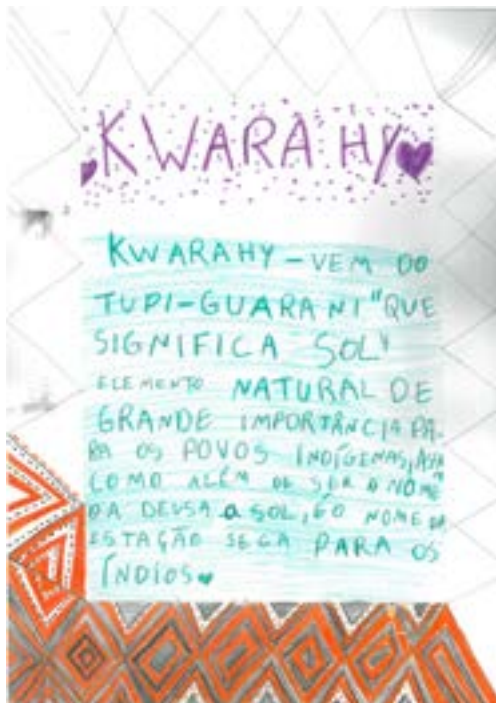 KWARAHY
KWARAHY – VEM DO
TUPI-GUARANI "QUE
SIGNIFICA SOL"
ELEMENTO NATURAL DE
GRANDE IMPORTÂNCIA PA-
RA OS POVOS INDÍGENAS, ASSIM
COMO ALÉM DE SER O NOME
DA DEUSA O SOL, É O NOME DA
ESTAÇÃO SECA PARA OS
ÍNDIOS